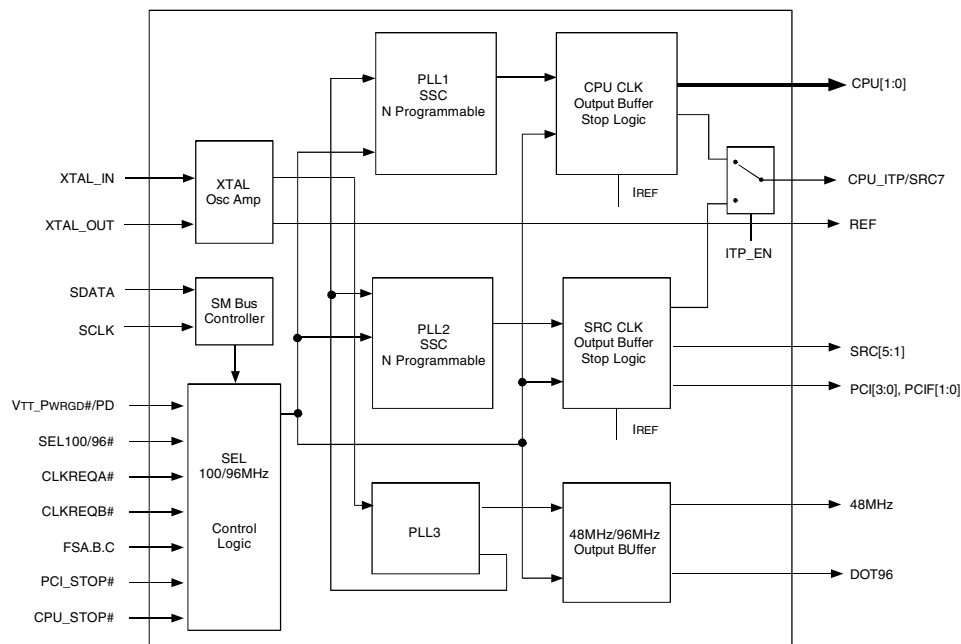 PLL1
SSC
N Programmable
CPU CLK
Output Buffer
Stop Logic
CPU[1:0]
XTAL_IN
XTAL_OUT
XTAL
Osc Amp
IREF
CPU_ITP/SRC7
REF
ITP_EN
SDATA
SCLK
SM Bus
Controller
PLL2
SSC
N Programmable
SRC CLK
Output Buffer
Stop Logic
SRC[5:1]
PCI[3:0], PCIF[1:0]
IREF
VTT_PWRGD#/PD
SEL100/96#
CLKREQA#
CLKREQB#
FSA.B.C
PCI_STOP#
CPU_STOP#
SEL
100/96MHz
Control
Logic
PLL3
48MHz/96MHz
Output BUffer
48MHz
DOT96